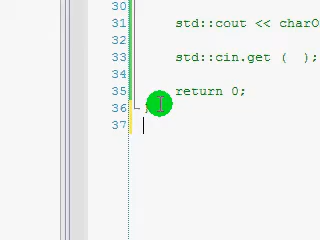 30
31 std::cout << charO
32
33 std::cin.get ( );
34
35 return 0;
36
37